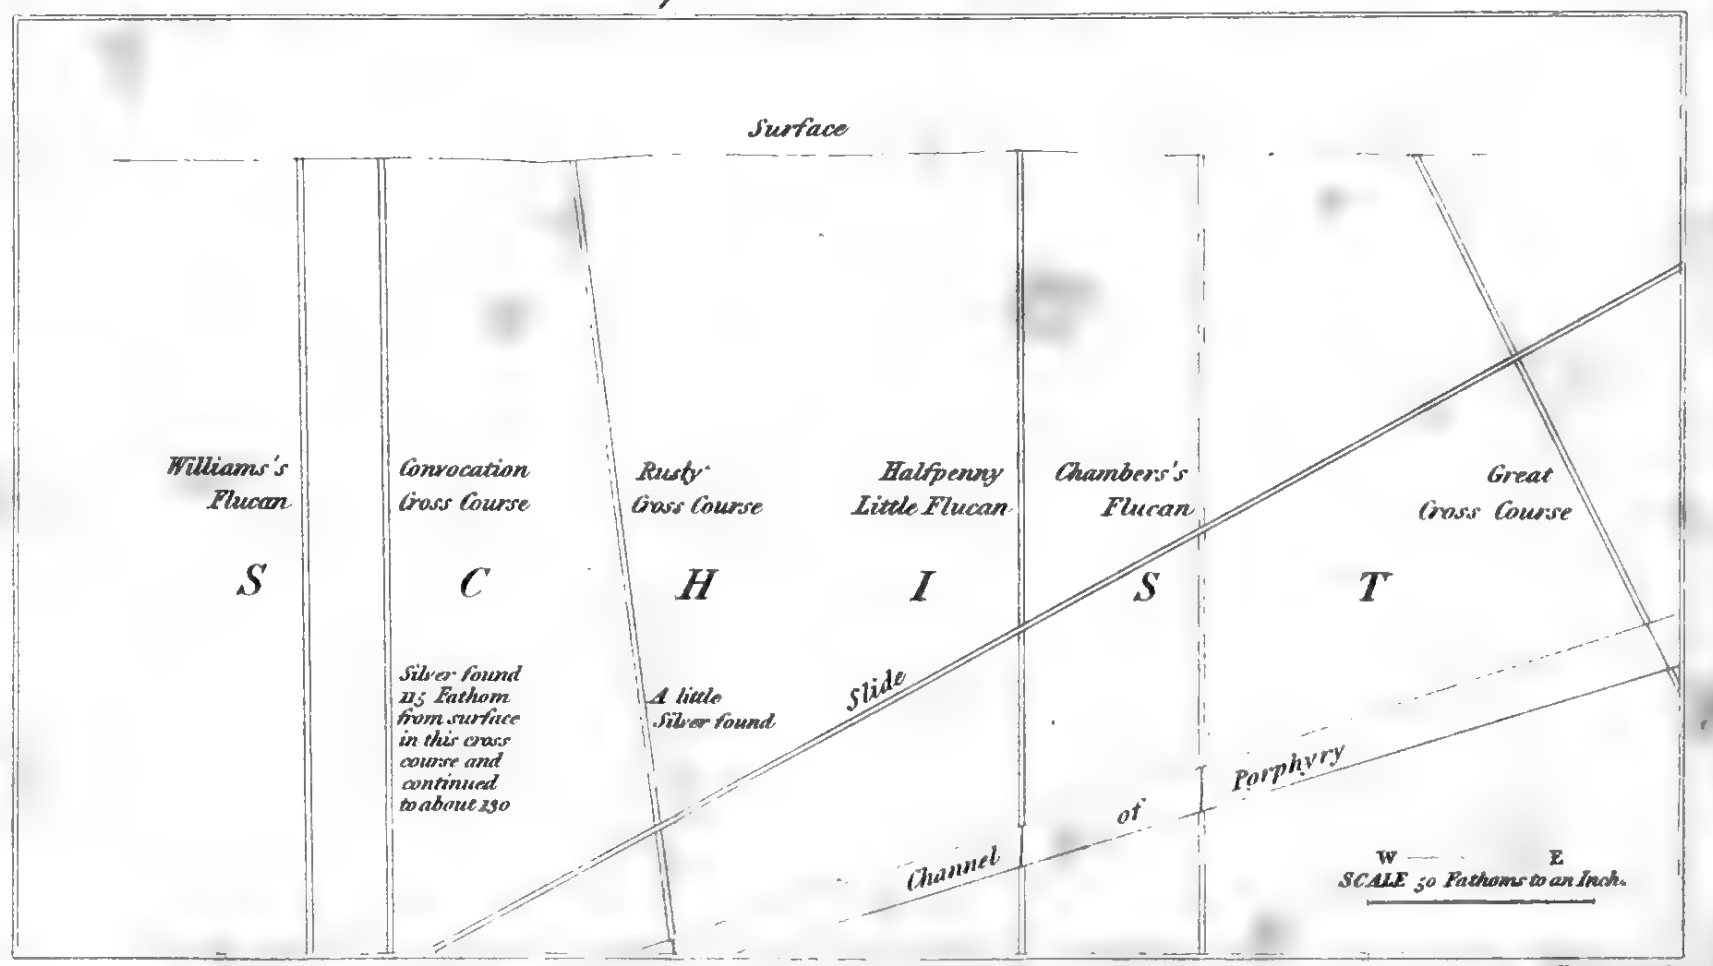 Surface
Williams's
Flucan
Convocation
Cross Course
Rusty
Cross Course
Halfpenny
Little Flucan
Chambers's
Flucan
Great
Cross Course
S C H I S T
Silver found
115 Fathom
from surface
in this cross
course and
continued
to about 130
A little
Silver found
Slide
Channel of Porphyry
W E
SCALE 50 Fathoms to an Inch.